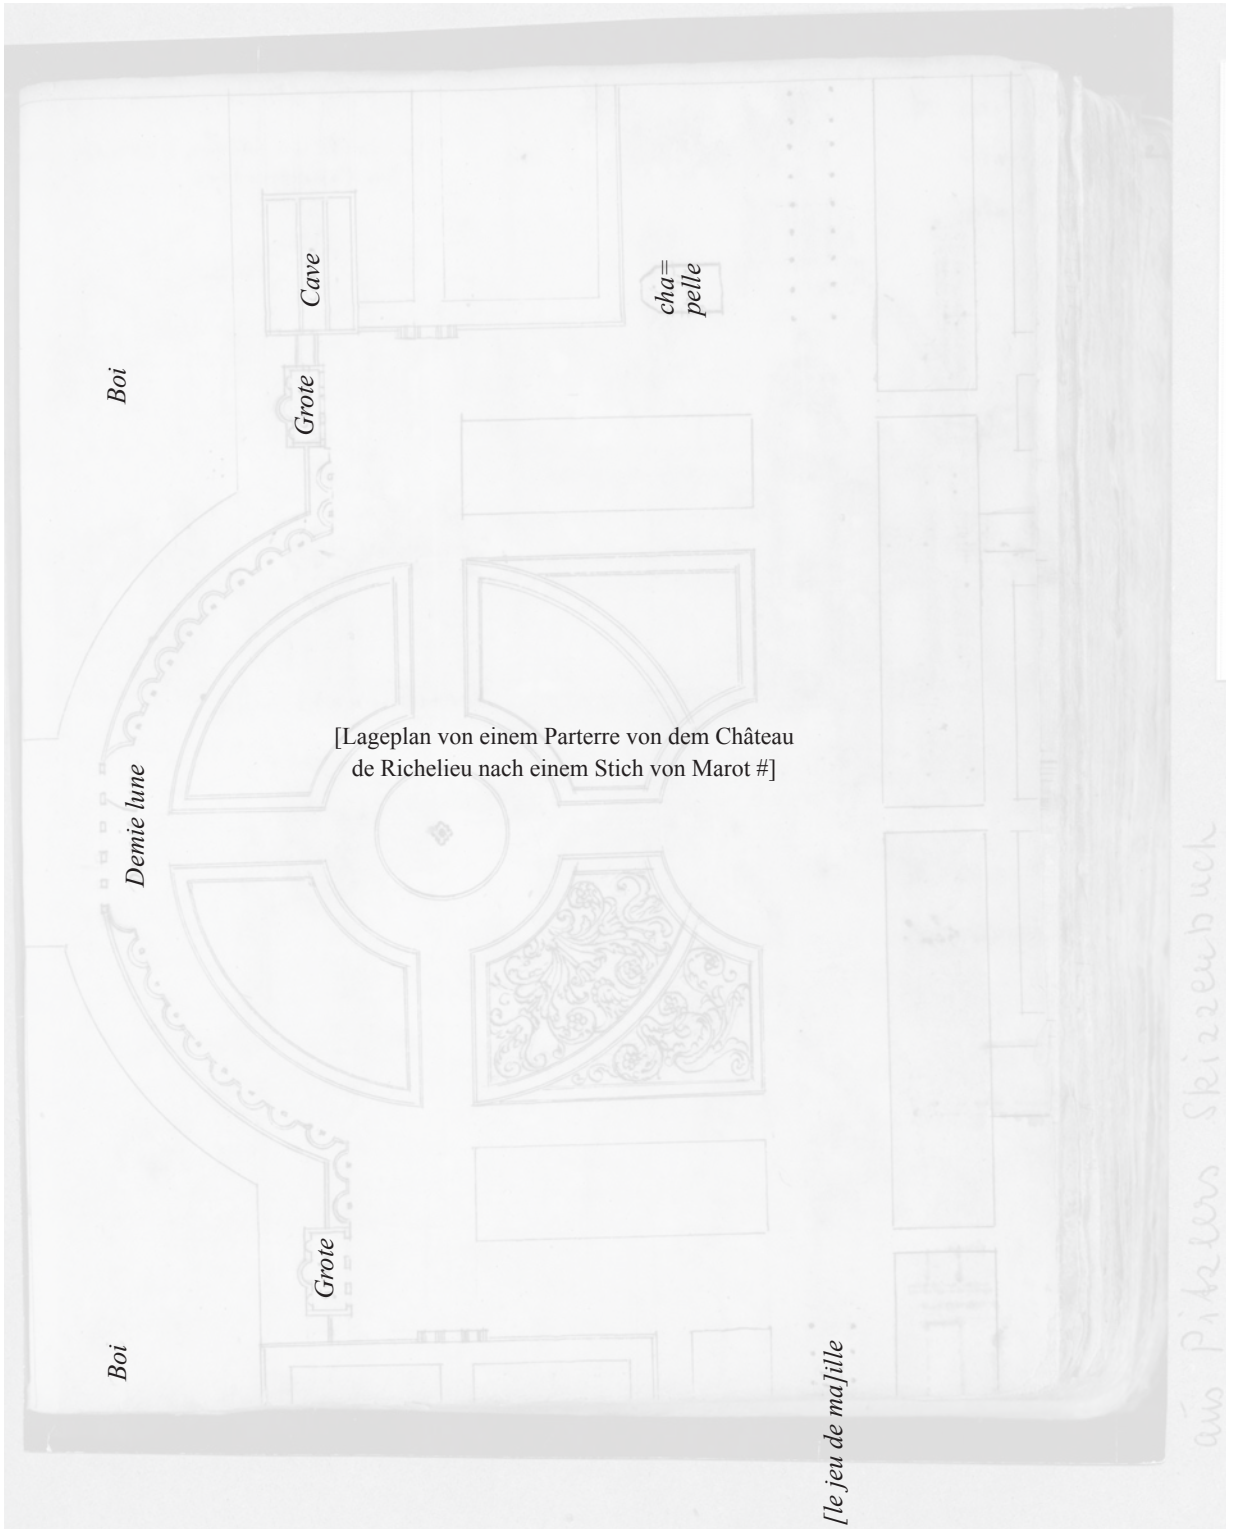 Boi
Cave
Grote
cha=
pelle
[Lageplan von einem Parterre von dem Château
de Richelieu nach einem Stich von Marot #]
Demie lune
Grote
Boi
[le jeu de ma]ille
aus Pitzlers Skizzenbuch